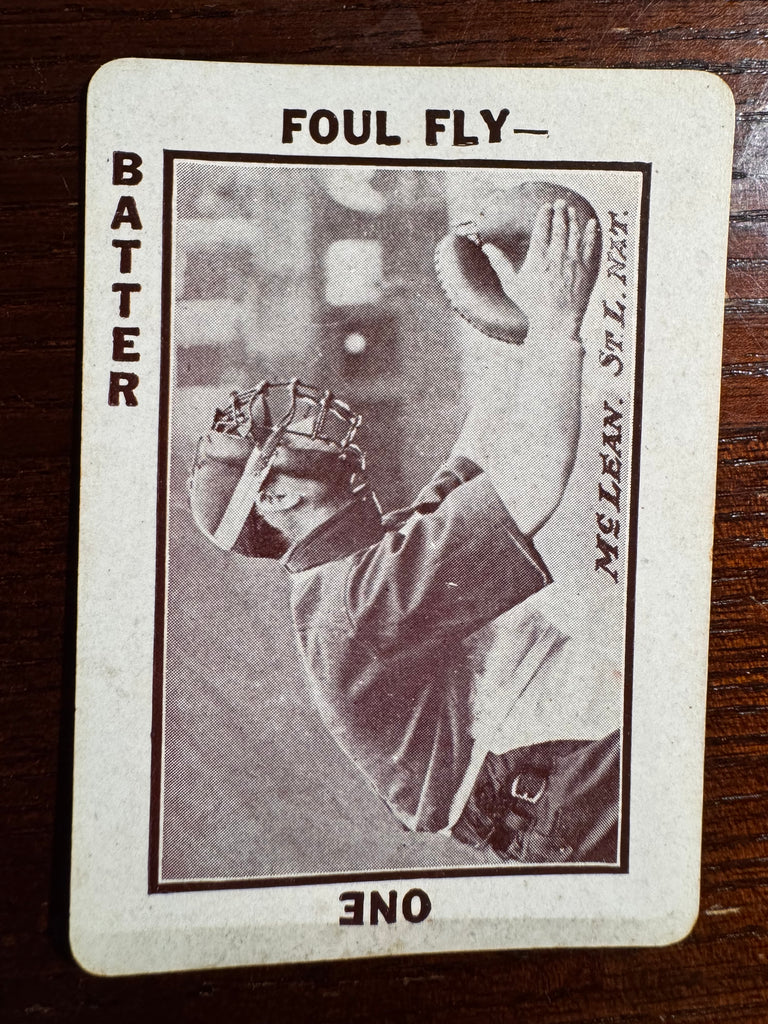 FOUL FLY—
BATTER
McLEAN. ST. L. NAT.
ONE